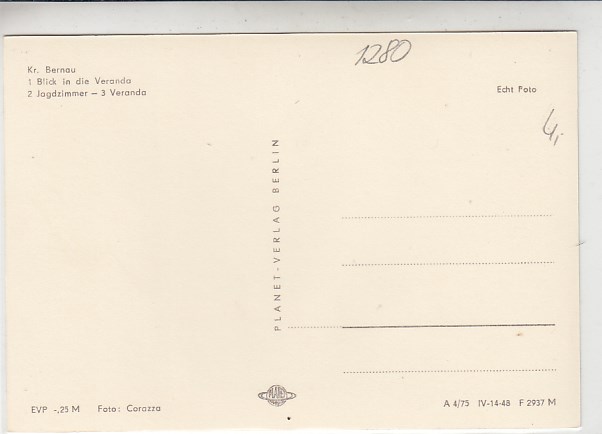 1280
Kr. Bernau
1 Blick in die Veranda
2 Jagdzimmer – 3 Veranda
Echt Foto
PLANET-VERLAG BERLIN
PLANET
EVP -,25 M Foto: Corazza
A 4/75 IV-14-48 F 2937 M